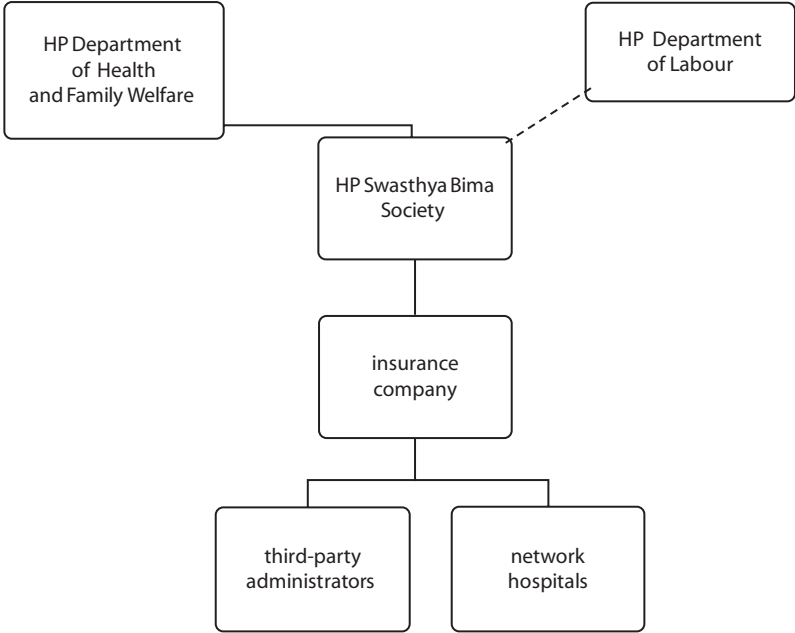 HP Department
of Health
and Family Welfare
HP Department
of Labour
HP Swasthya Bima
Society
insurance
company
third-party
administrators
network
hospitals